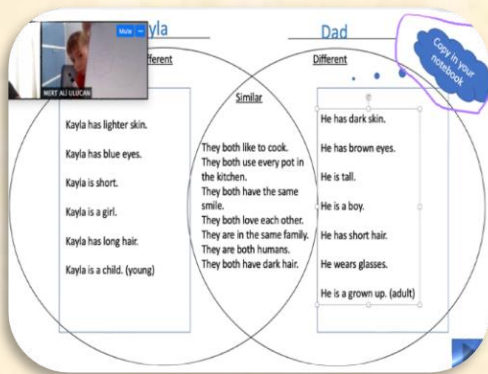 yla
Dad
Copy in your
notebook
Mute
MERT ALİ ULUCAN
fferent
Different
Similar
Kayla has lighter skin.
Kayla has blue eyes.
Kayla is short.
Kayla is a girl.
Kayla has long hair.
Kayla is a child. (young)
They both like to cook.
They both use every pot in
the kitchen.
They both have the same
smile.
They both love each other.
They are in the same family.
They are both humans.
They both have dark hair.
He has dark skin.
He has brown eyes.
He is tall.
He is a boy.
He has short hair.
He wears glasses.
He is a grown up. (adult)